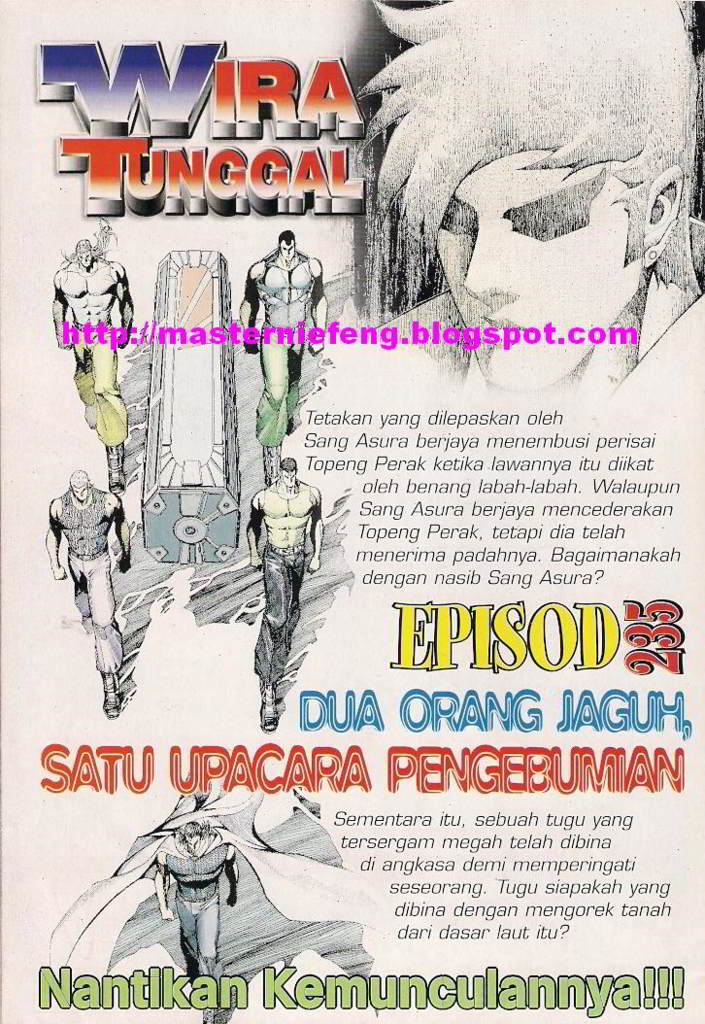 WIRA
TUNGGAL
http://masterniefeng.blogspot.com
Tetakan yang dilepaskan oleh
Sang Asura berjaya menembusi perisai
Topeng Perak ketika lawannya itu diikat
oleh benang labah-labah. Walaupun
Sang Asura berjaya mencederakan
Topeng Perak, tetapi dia telah
menerima padahnya. Bagaimanakah
dengan nasib Sang Asura?
EPISOD 235
DUA ORANG JAGUH,
SATU UPACARA PENGEBUMIAN
Sementara itu, sebuah tugu yang
tersergam megah telah dibina
di angkasa demi memperingati
seseorang. Tugu siapakah yang
dibina dengan mengorek tanah
dari dasar laut itu?
Nantikan Kemunculannya!!!